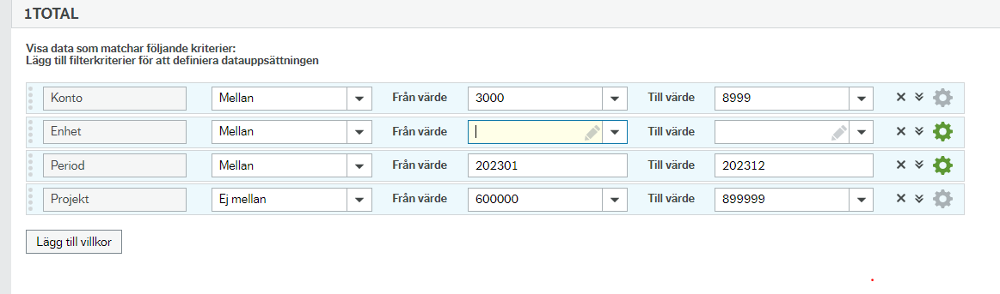 1TOTAL
Visa data som matchar följande kriterier:
Lägg till filterkriterier för att definiera datauppsättningen
Konto Mellan Från värde 3000 Till värde 8999
Enhet Mellan Från värde Till värde
Period Mellan Från värde 202301 Till värde 202312
Projekt Ej mellan Från värde 600000 Till värde 899999
Lägg till villkor